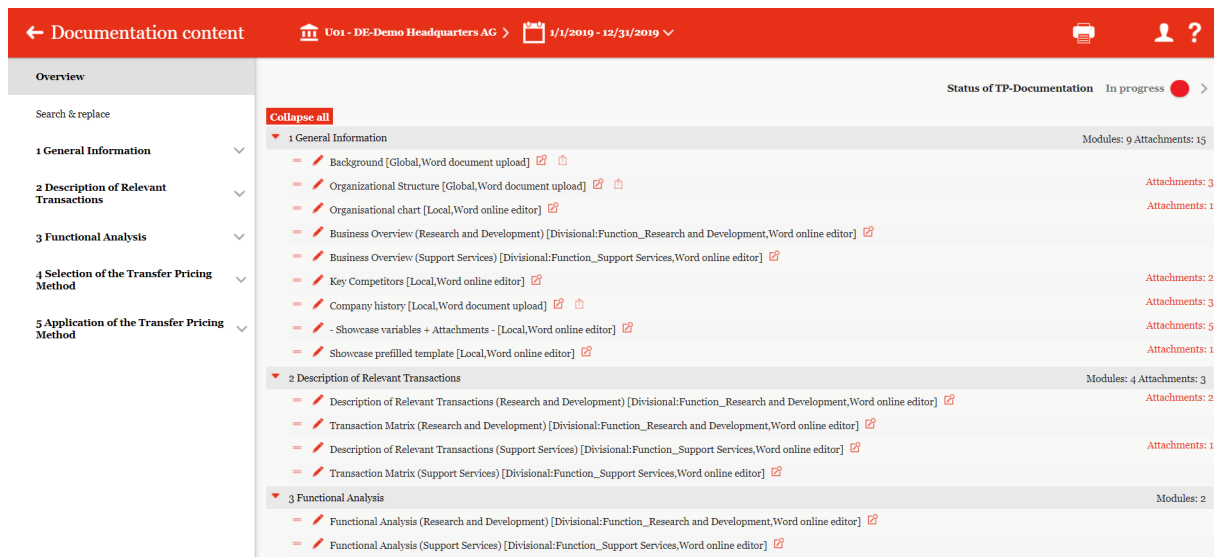 Documentation content
U01 - DE-Demo Headquarters AG
1/1/2019 - 12/31/2019
?
Overview
Search & replace
1 General Information
2 Description of Relevant
Transactions
3 Functional Analysis
4 Selection of the Transfer Pricing
Method
5 Application of the Transfer Pricing
Method
Status of TP-Documentation In progress
Collapse all
1 General Information Modules: 9 Attachments: 15
Background [Global,Word document upload]
Organizational Structure [Global,Word document upload] Attachments: 3
Organisational chart [Local,Word online editor] Attachments: 1
Business Overview (Research and Development) [Divisional:Function_Research and Development,Word online editor]
Business Overview (Support Services) [Divisional:Function_Support Services,Word online editor]
Key Competitors [Local,Word online editor] Attachments: 2
Company history [Local,Word document upload] Attachments: 3
- Showcase variables + Attachments - [Local,Word online editor] Attachments: 5
Showcase prefilled template [Local,Word online editor] Attachments: 1
2 Description of Relevant Transactions Modules: 4 Attachments: 3
Description of Relevant Transactions (Research and Development) [Divisional:Function_Research and Development,Word online editor] Attachments: 2
Transaction Matrix (Research and Development) [Divisional:Function_Research and Development,Word online editor]
Description of Relevant Transactions (Support Services) [Divisional:Function_Support Services,Word online editor] Attachments: 1
Transaction Matrix (Support Services) [Divisional:Function_Support Services,Word online editor]
3 Functional Analysis Modules: 2
Functional Analysis (Research and Development) [Divisional:Function_Research and Development,Word online editor]
Functional Analysis (Support Services) [Divisional:Function_Support Services,Word online editor]